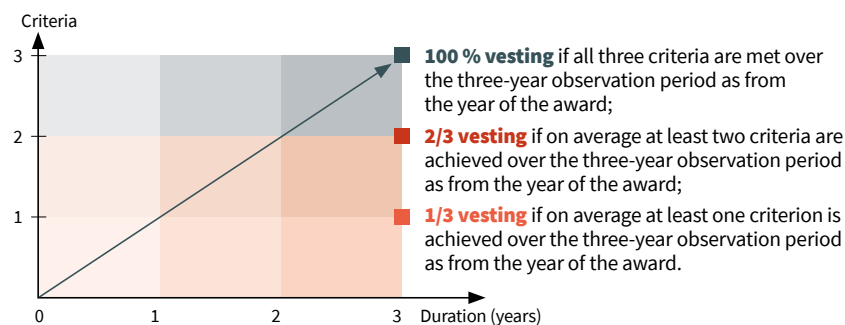 Criteria
3
100 % vesting if all three criteria are met over
the three-year observation period as from
the year of the award;
2
2/3 vesting if on average at least two criteria are
achieved over the three-year observation period
as from the year of the award;
1
1/3 vesting if on average at least one criterion is
achieved over the three-year observation period
as from the year of the award.
0 1 2 3 Duration (years)